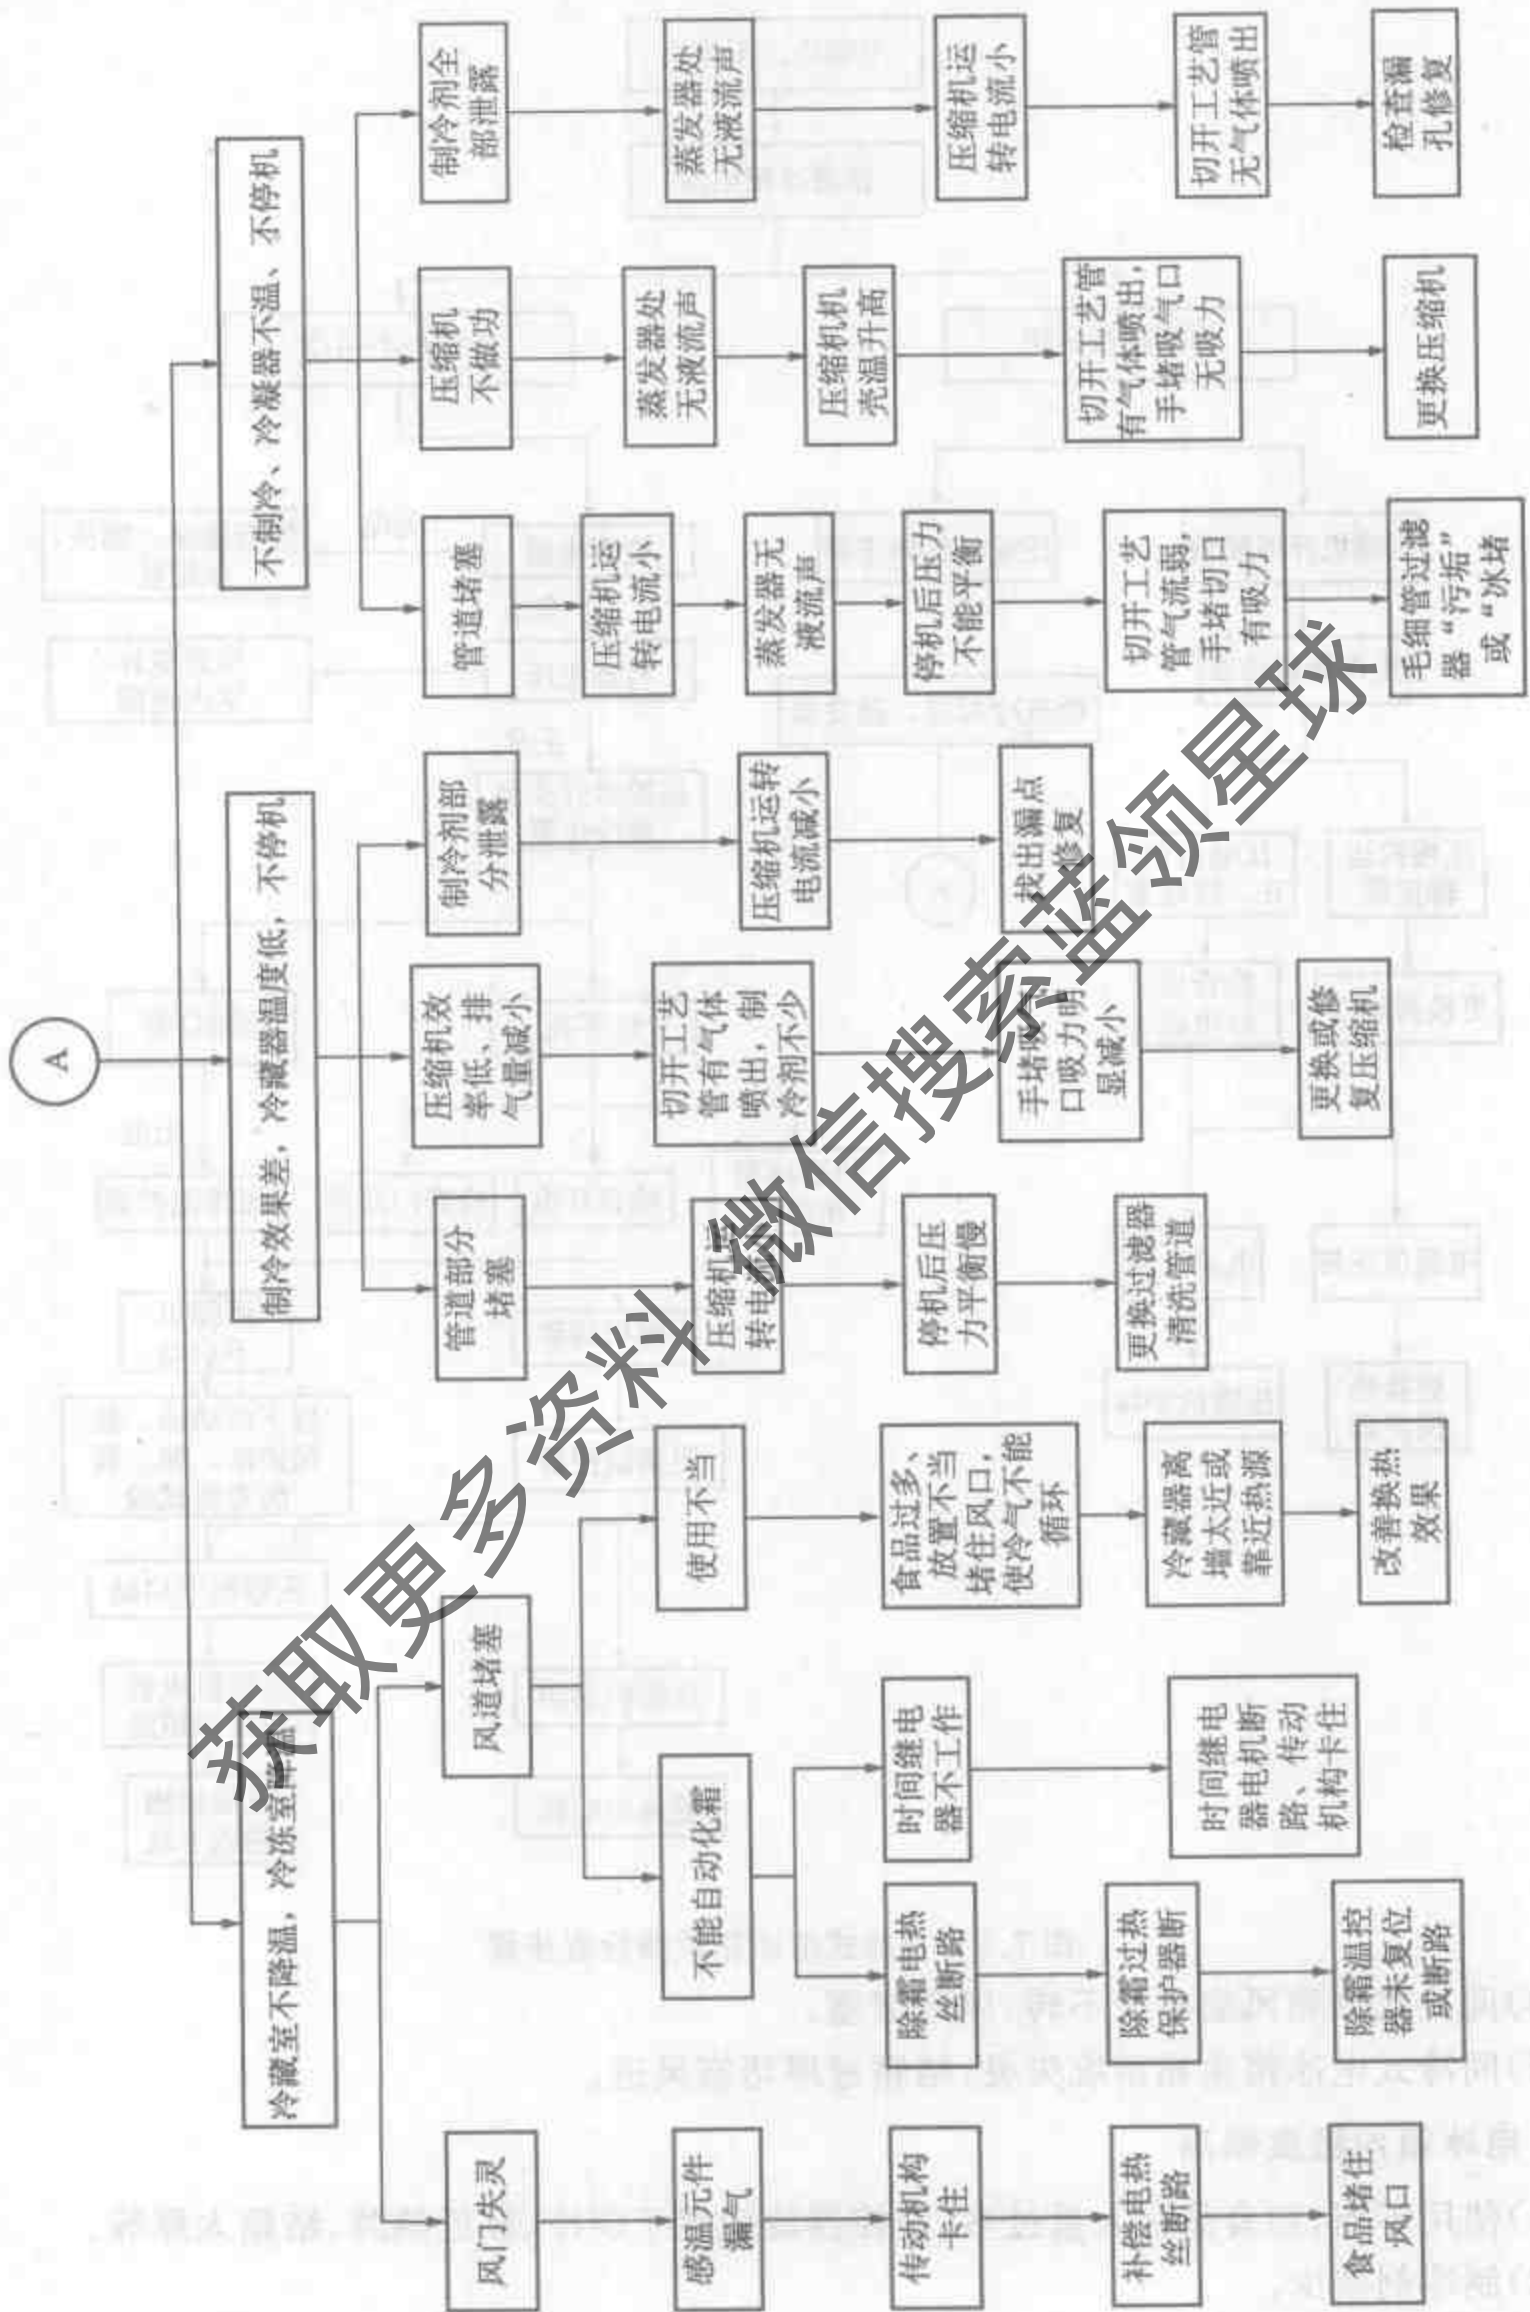 A
冷藏室不降温，冷冻室降温
制冷效果差，冷藏器温度低，不停机
不制冷、冷凝器不温、不停机
风门失灵
感温元件
漏气
传动机构
卡住
补偿电热
丝断路
食品堵住
风口
风道堵塞
不能自动化霜
除霜电热
丝断路
除霜过热
保护器断
除霜温控
器未复位
或断路
时间继电
器不工作
时间继电
器电机断
路、传动
机构卡住
使用不当
食品过多、
放置不当
堵住风口，
使冷气不能
循环
冷藏器离
墙太近或
靠近热源
改善换热
效果
管道部分
堵塞
压缩机运
转电流
停机后压
力平衡慢
更换过滤器
清洗管道
压缩机效
率低、排
气量减小
切开工艺
管有气体
喷出，制
冷剂不少
手堵吸气
口吸力明
显减小
更换或修
复压缩机
制冷剂部
分泄露
压缩机运转
电流减小
找出漏点
修复
管道堵塞
压缩机运
转电流小
蒸发器无
液流声
停机后压力
不能平衡
切开工艺
管气流弱，
手堵切口
有吸力
毛细管过滤
器“污垢”
或“冰堵
压缩机
不做功
蒸发器处
无液流声
压缩机机
壳温升高
切开工艺管
有气体喷出，
手堵吸气口
无吸力
更换压缩机
制冷剂全
部泄露
蒸发器处
无液流声
压缩机运
转电流小
切开工艺管
无气体喷出
检查漏
孔修复
获取更多资料 微信搜索蓝领星球